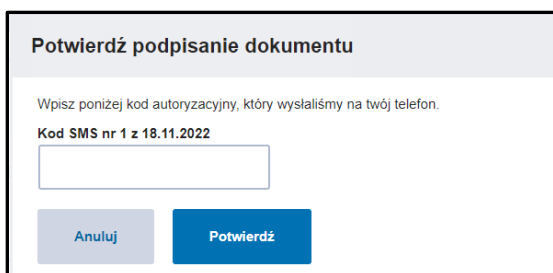 Potwierdź podpisanie dokumentu
Wpisz poniżej kod autoryzacyjny, który wysłaliśmy na twój telefon.
Kod SMS nr 1 z 18.11.2022
Anuluj
Potwierdź